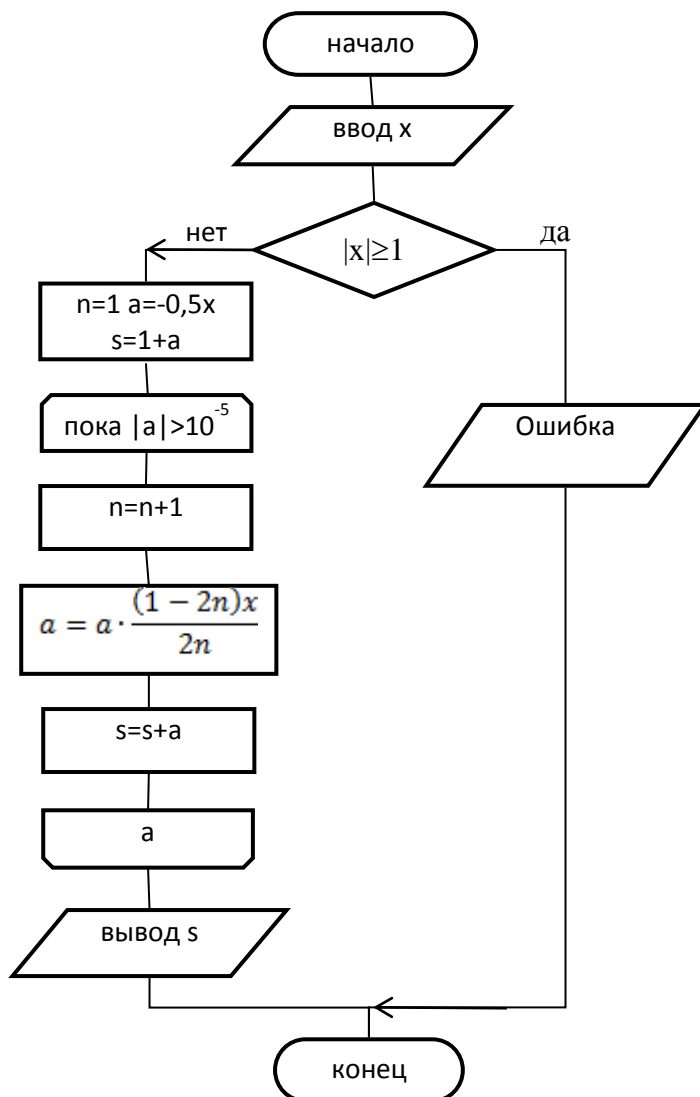 начало
ввод x
|x|≥1
нет
да
n=1 a=-0,5x
s=1+a
пока |a|>10^-5
Ошибка
n=n+1
a = a · (1 − 2n)x / 2n
s=s+a
a
вывод s
конец